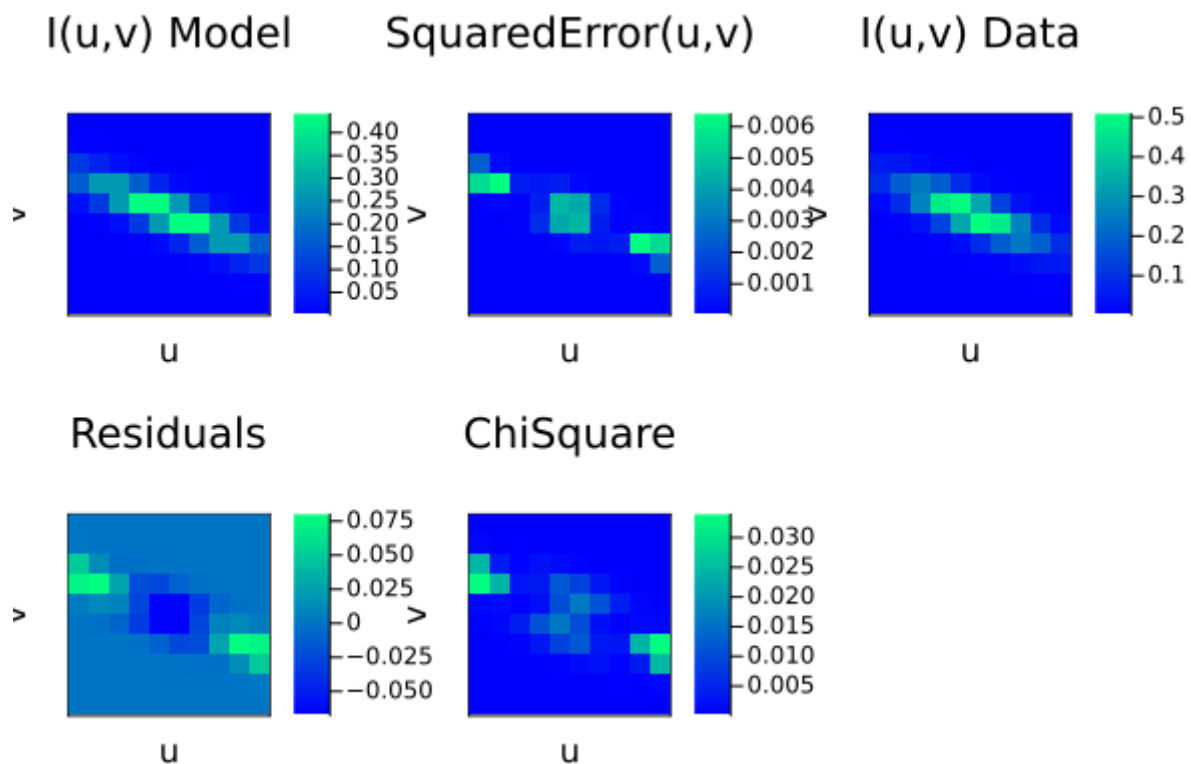 I(u,v) Model
SquaredError(u,v)
I(u,v) Data
0.40
0.35
0.30
0.25
0.20
0.15
0.10
0.05
v
u
0.006
0.005
0.004
0.003
0.002
0.001
v
u
0.5
0.4
0.3
0.2
0.1
v
u
Residuals
ChiSquare
0.075
0.050
0.025
0
−0.025
−0.050
v
u
0.030
0.025
0.020
0.015
0.010
0.005
v
u